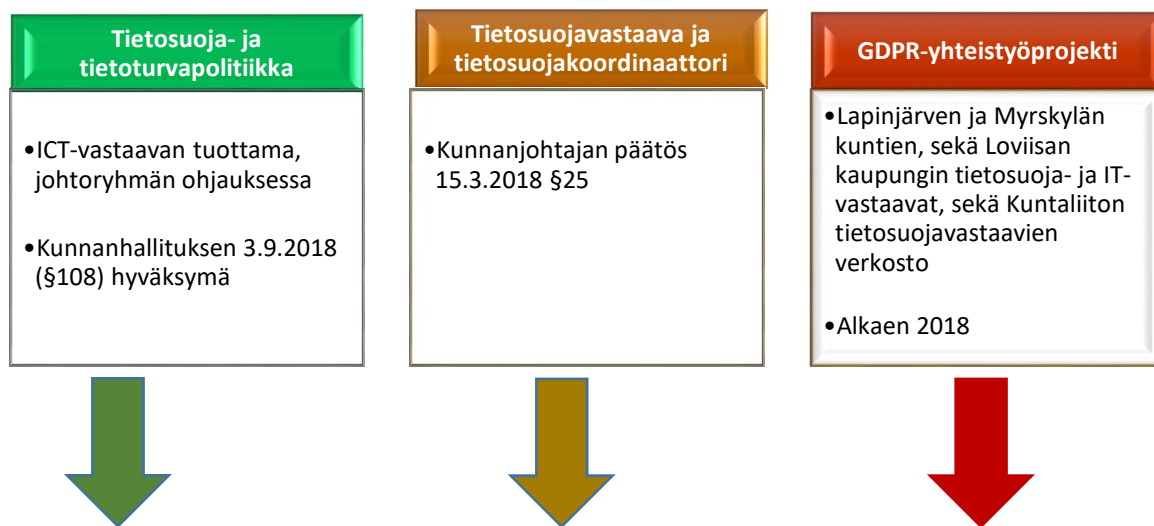 Tietosuoja- ja
tietoturvapolitiikka
•ICT-vastaavan tuottama,
johtoryhmän ohjauksessa
•Kunnanhallituksen 3.9.2018
(§108) hyväksymä
Tietosuojavastaava ja
tietosuojakoordinaattori
•Kunnanjohtajan päätös
15.3.2018 §25
GDPR-yhteistyöprojekti
•Lapinjärven ja Myrskylän
kuntien, sekä Loviisan
kaupungin tietosuoja- ja IT-
vastaavat, sekä Kuntaliiton
tietosuojavastaavien
verkosto
•Alkaen 2018